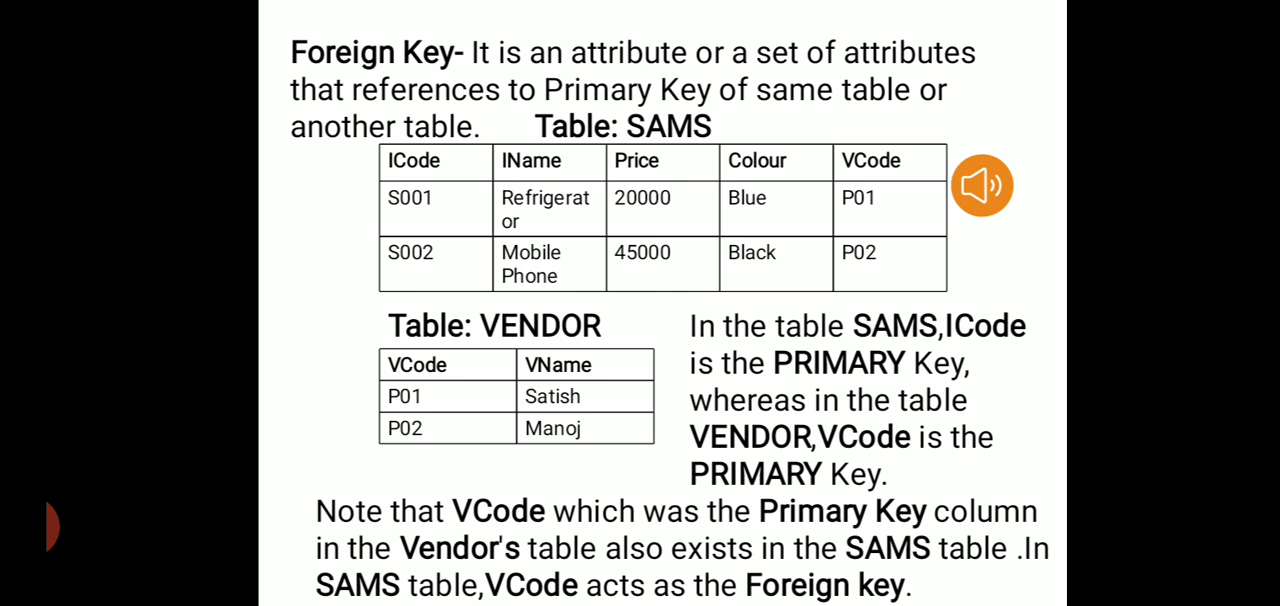 Foreign Key- It is an attribute or a set of attributes
that references to Primary Key of same table or
another table. Table: SAMS
ICode IName Price Colour VCode
S001 Refrigerat 20000 Blue P01
or
S002 Mobile 45000 Black P02
Phone
Table: VENDOR
VCode VName
P01 Satish
P02 Manoj
In the table SAMS,ICode
is the PRIMARY Key,
whereas in the table
VENDOR,VCode is the
PRIMARY Key.
Note that VCode which was the Primary Key column
in the Vendor's table also exists in the SAMS table .In
SAMS table,VCode acts as the Foreign key.